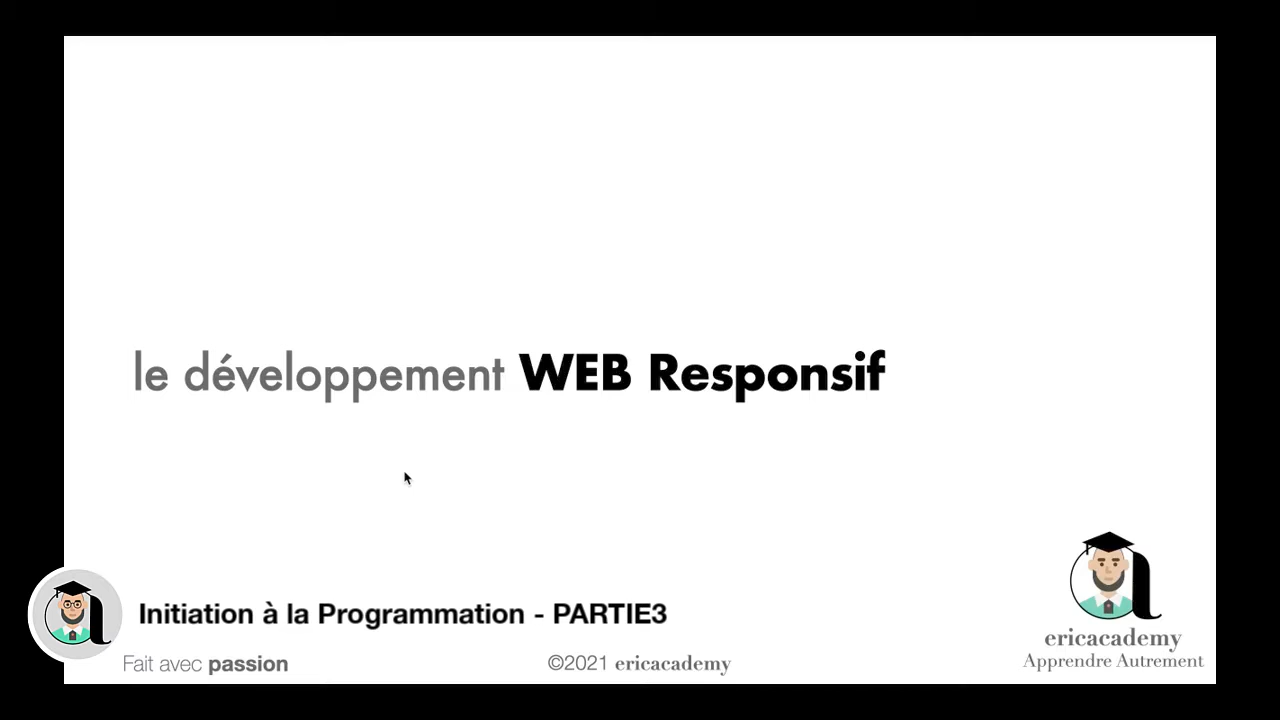 le développement WEB Responsif
Initiation à la Programmation - PARTIE3
Fait avec passion
©2021 ericacademy
ericacademy
Apprendre Autrement